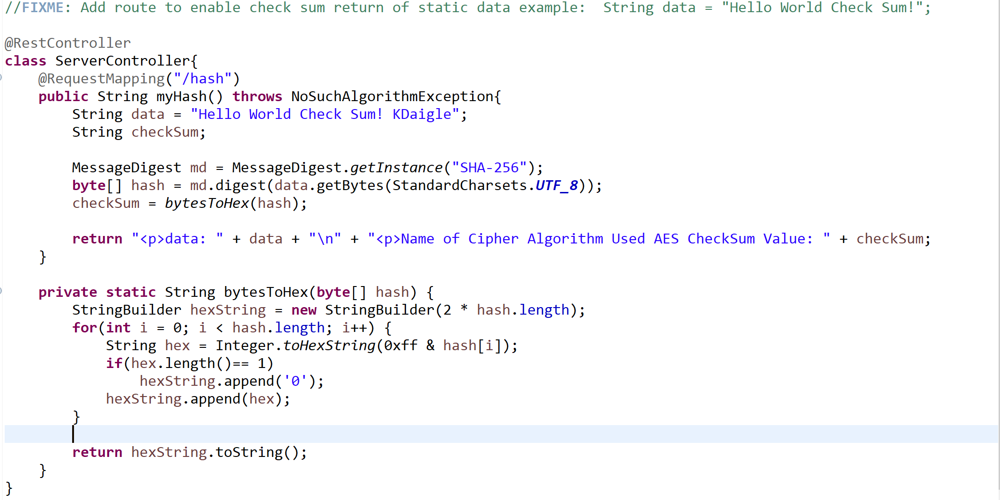 //FIXME: Add route to enable check sum return of static data example:  String data = "Hello World Check Sum!";
@RestController
class ServerController{
    @RequestMapping("/hash")
    public String myHash() throws NoSuchAlgorithmException{
        String data = "Hello World Check Sum! KDaigle";
        String checkSum;
        MessageDigest md = MessageDigest.getInstance("SHA-256");
        byte[] hash = md.digest(data.getBytes(StandardCharsets.UTF_8));
        checkSum = bytesToHex(hash);
        return "<p>data: " + data + "\n" + "<p>Name of Cipher Algorithm Used AES CheckSum Value: " + checkSum;
    }
    private static String bytesToHex(byte[] hash) {
        StringBuilder hexString = new StringBuilder(2 * hash.length);
        for(int i = 0; i < hash.length; i++) {
            String hex = Integer.toHexString(0xff & hash[i]);
            if(hex.length()== 1)
                hexString.append('0');
            hexString.append(hex);
        }
        return hexString.toString();
    }
}